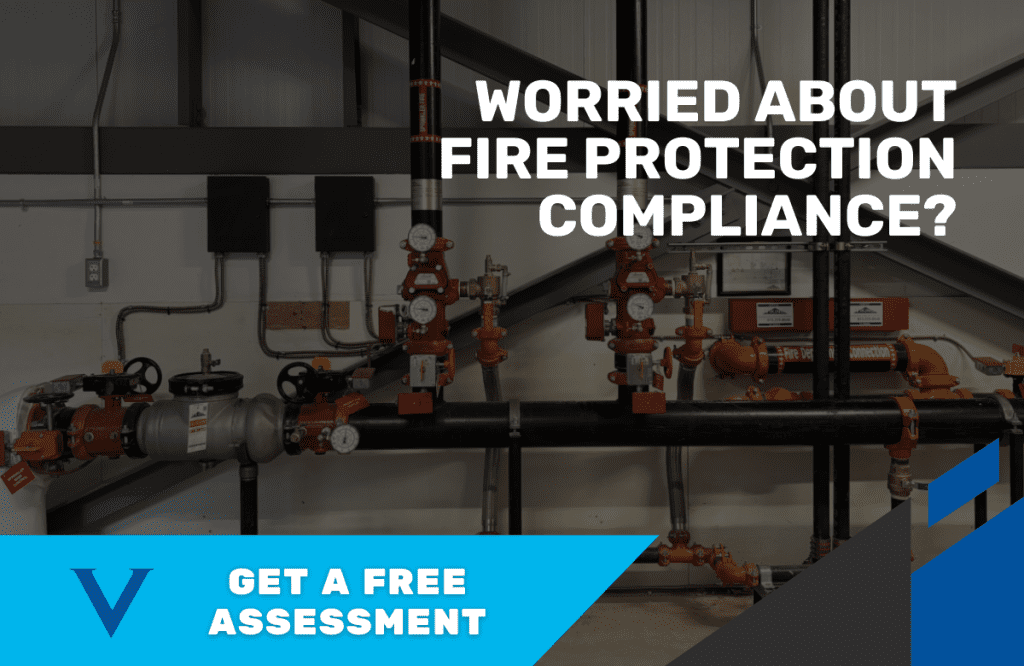 WORRIED ABOUT
FIRE PROTECTION
COMPLIANCE?
V
GET A FREE
ASSESSMENT